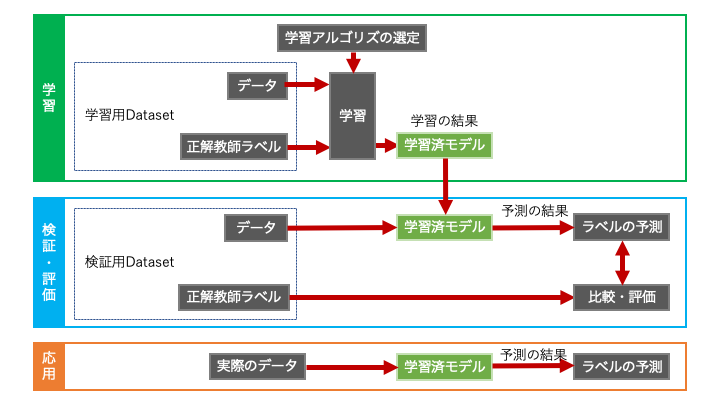 学習アルゴリズの選定
学習
データ
学習用Dataset
学習
正解教師ラベル
学習の結果
学習済モデル
検証・評価
データ
検証用Dataset
正解教師ラベル
学習済モデル
予測の結果
ラベルの予測
比較・評価
応用
実際のデータ
学習済モデル
予測の結果
ラベルの予測